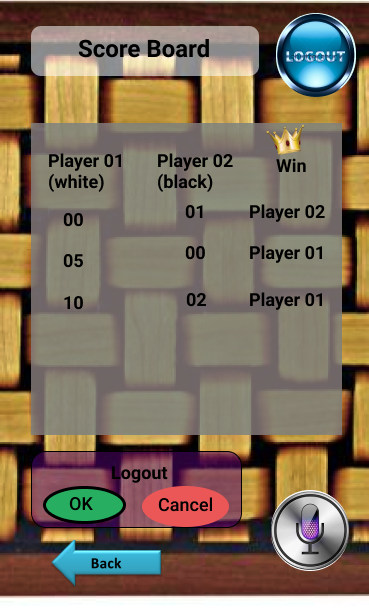 Score Board
LOGOUT
Player 01
(white)
Player 02
(black)
Win
00
01
Player 02
05
00
Player 01
10
02
Player 01
Logout
OK
Cancel
Back